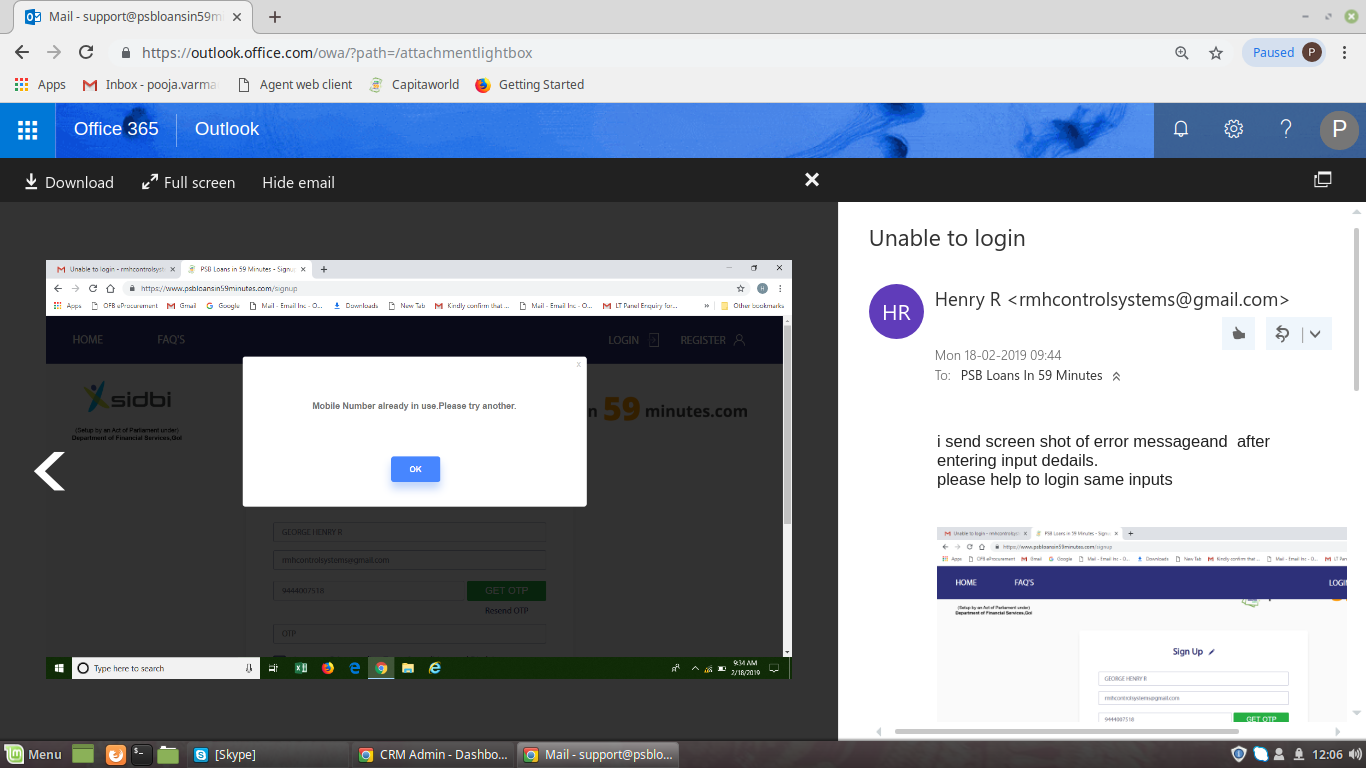 Mail - support@psbloansin59m
https://outlook.office.com/owa/?path=/attachmentlightbox
Paused P
Apps Inbox - pooja.varma Agent web client Capitaworld Getting Started
Office 365 Outlook
P
Download Full screen Hide email
Unable to login - rmhcontrolsyst PSB Loans in 59 Minutes - Signu
https://www.psbloansin59minutes.com/signup
Apps OFB eProcurement Gmail Google Mail - Email Inc - O... Downloads New Tab Kindly confirm that ... Mail - Email Inc - O... LT Panel Enquiry for... » Other bookmarks
HOME FAQ'S LOGIN REGISTER
sidbi
(Setup by an Act of Parliament under)
Department of Financial Services,GoI
n 59 minutes.com
x
Mobile Number already in use.Please try another.
OK
GEORGE HENRY R
rmhcontrolsystems@gmail.com
9444007518 GET OTP
Resend OTP
OTP
Type here to search
9:34 AM
2/18/2019
Unable to login
HR
Henry R <rmhcontrolsystems@gmail.com>
Mon 18-02-2019 09:44
To: PSB Loans In 59 Minutes
i send screen shot of error messageand after
entering input dedails.
please help to login same inputs
Unable to login - rmhcontrolsyst PSB Loans in 59 Minutes - Signu
https://www.psbloansin59minutes.com/signup
Apps OFB eProcurement Gmail Google Mail - Email Inc - O... Downloads New Tab Kindly confirm that ... Mail - Email Inc - O... LT Pane
HOME FAQ'S LOGI
(Setup by an Act of Parliament under)
Department of Financial Services,GoI
Sign Up
GEORGE HENRY R
rmhcontrolsystems@gmail.com
9444007518 GET OTP
Menu [Skype] CRM Admin - Dashbo... Mail - support@psblo... 12:06